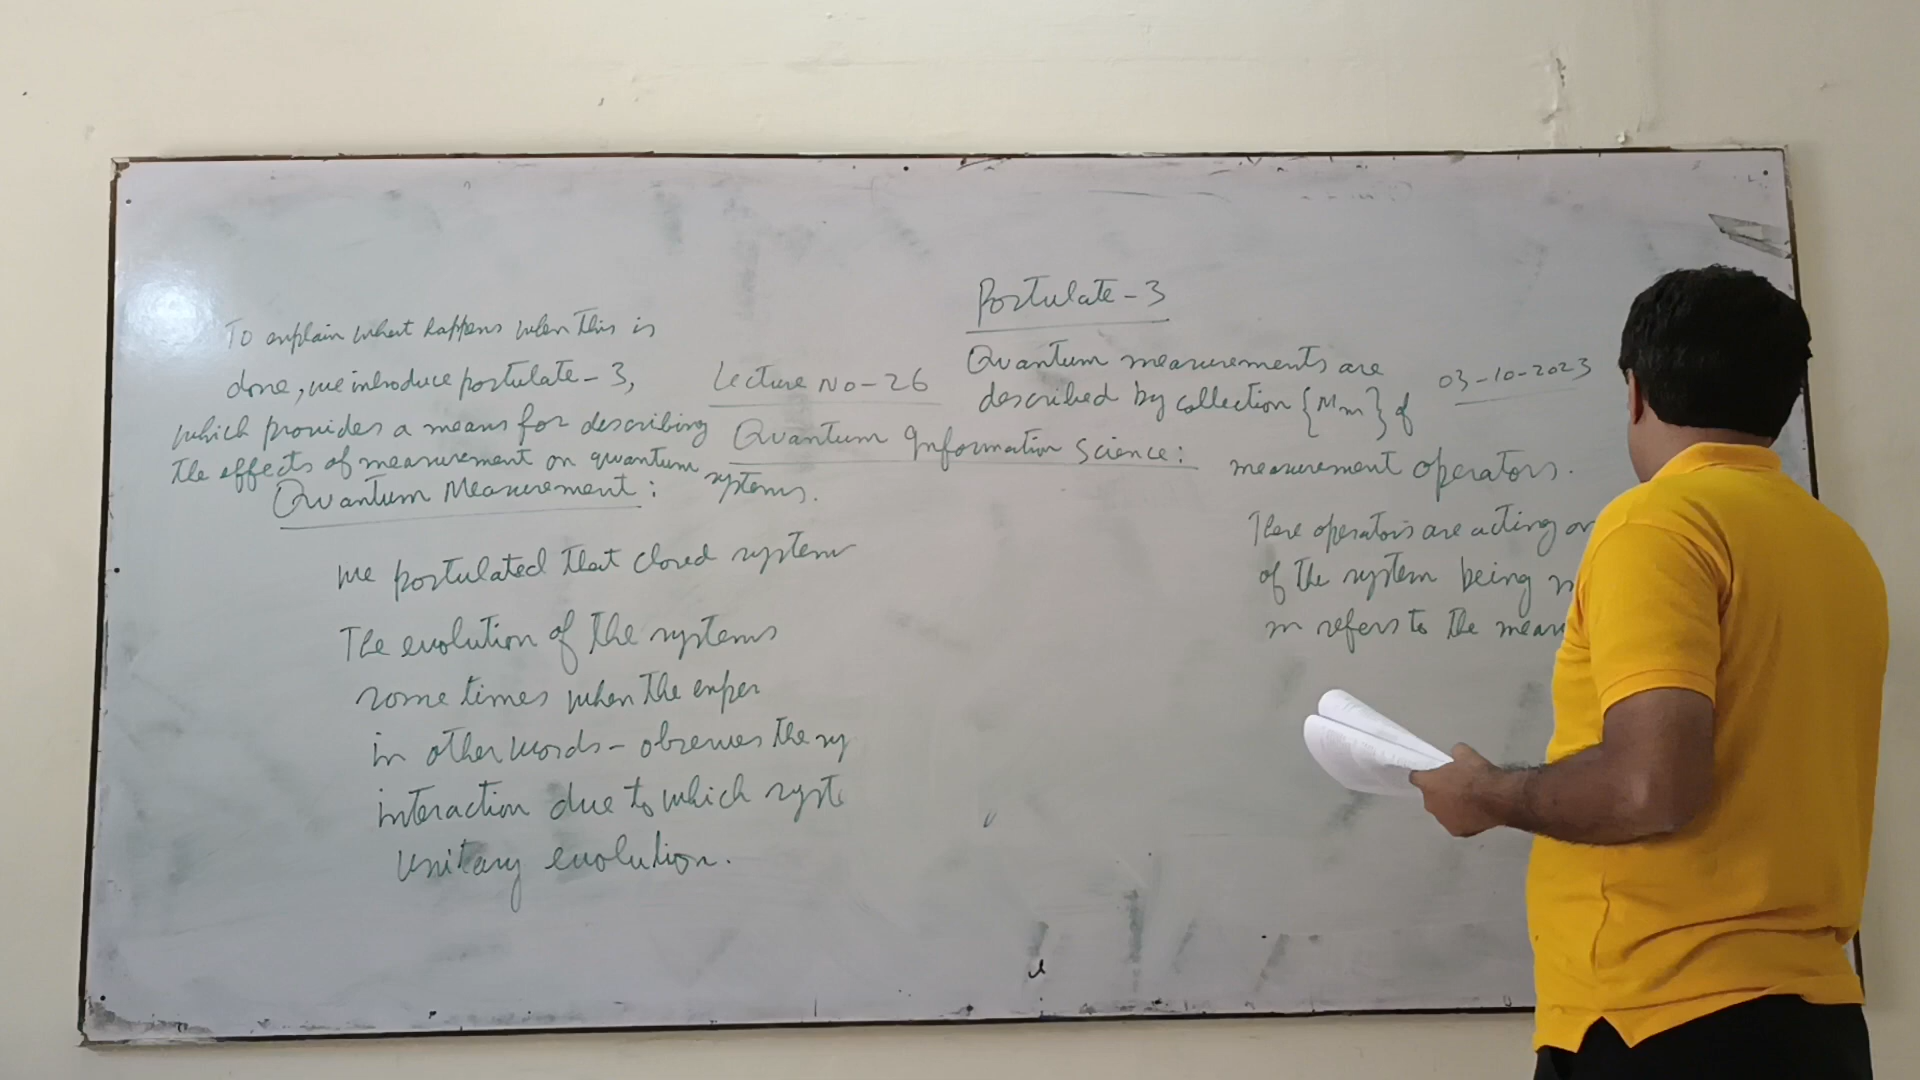 Lecture No-26
03-10-2023
Quantum Information Science:
To explain what happens when this is
done, we introduce postulate-3,
which provides a means for describing
the effects of measurement on quantum systems.
Quantum Measurement:
We postulated that closed system
The evolution of the systems
some times when the exper
in other words - observes the sy
interaction due to which syste
unitary evolution.
Postulate-3
Quantum measurements are
described by collection {Mm} of
measurement operators.
These operators are acting on
of the system being
m refers to the meas